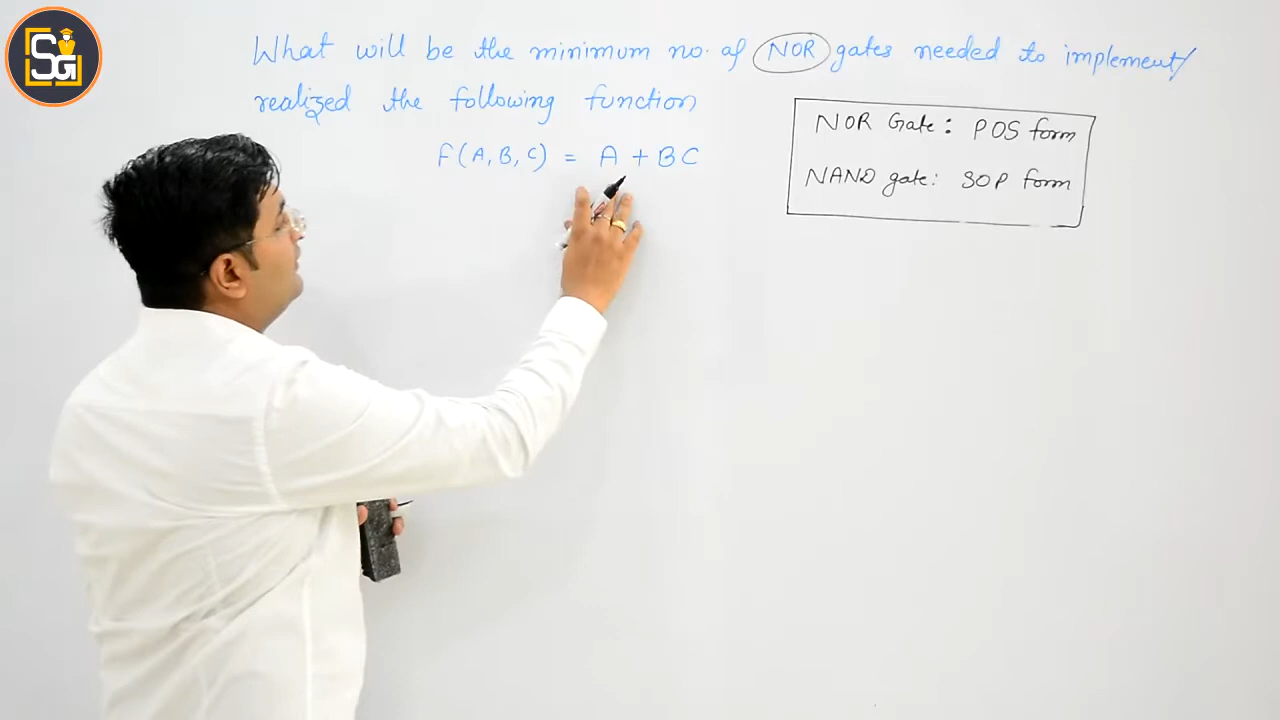 SG
What will be the minimum no. of NOR gates needed to implement/
realized the following function
F(A, B, C) = A + BC
NOR Gate: POS form
NAND gate: SOP form